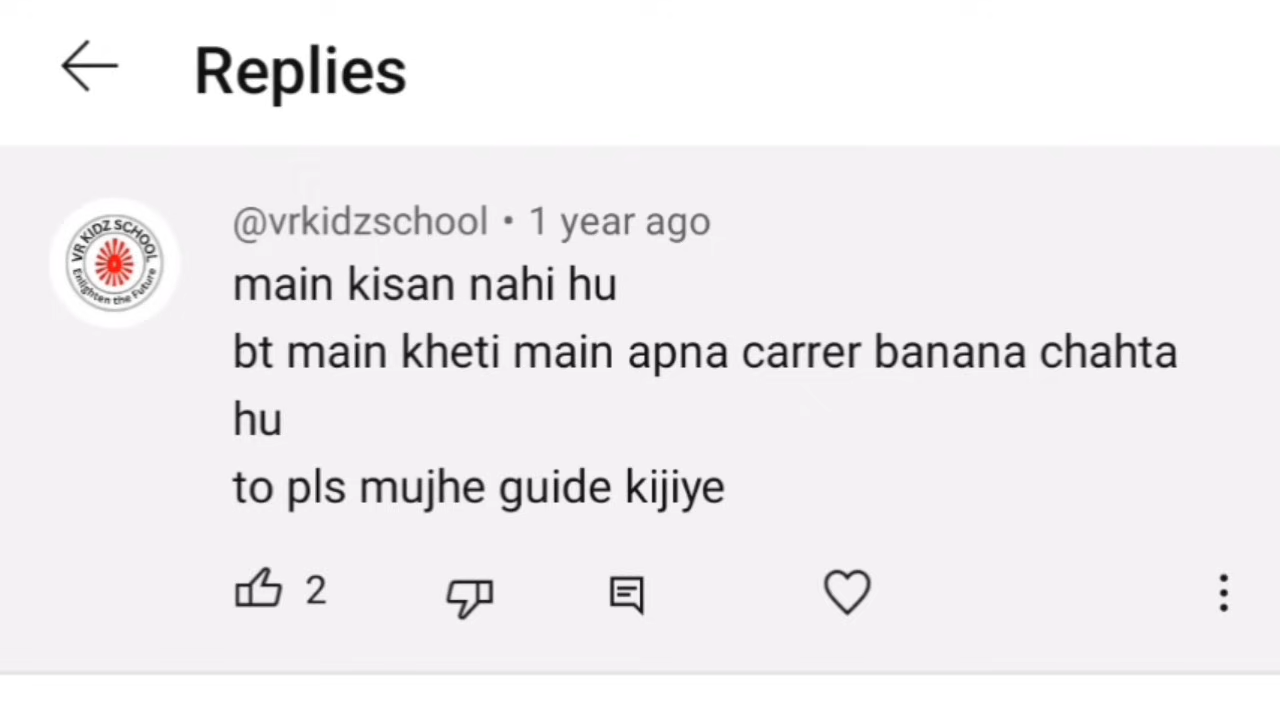 Replies
VR KIDZ SCHOOL
Enlighten the Future
@vrkidzschool • 1 year ago
main kisan nahi hu
bt main kheti main apna carrer banana chahta
hu
to pls mujhe guide kijiye
2